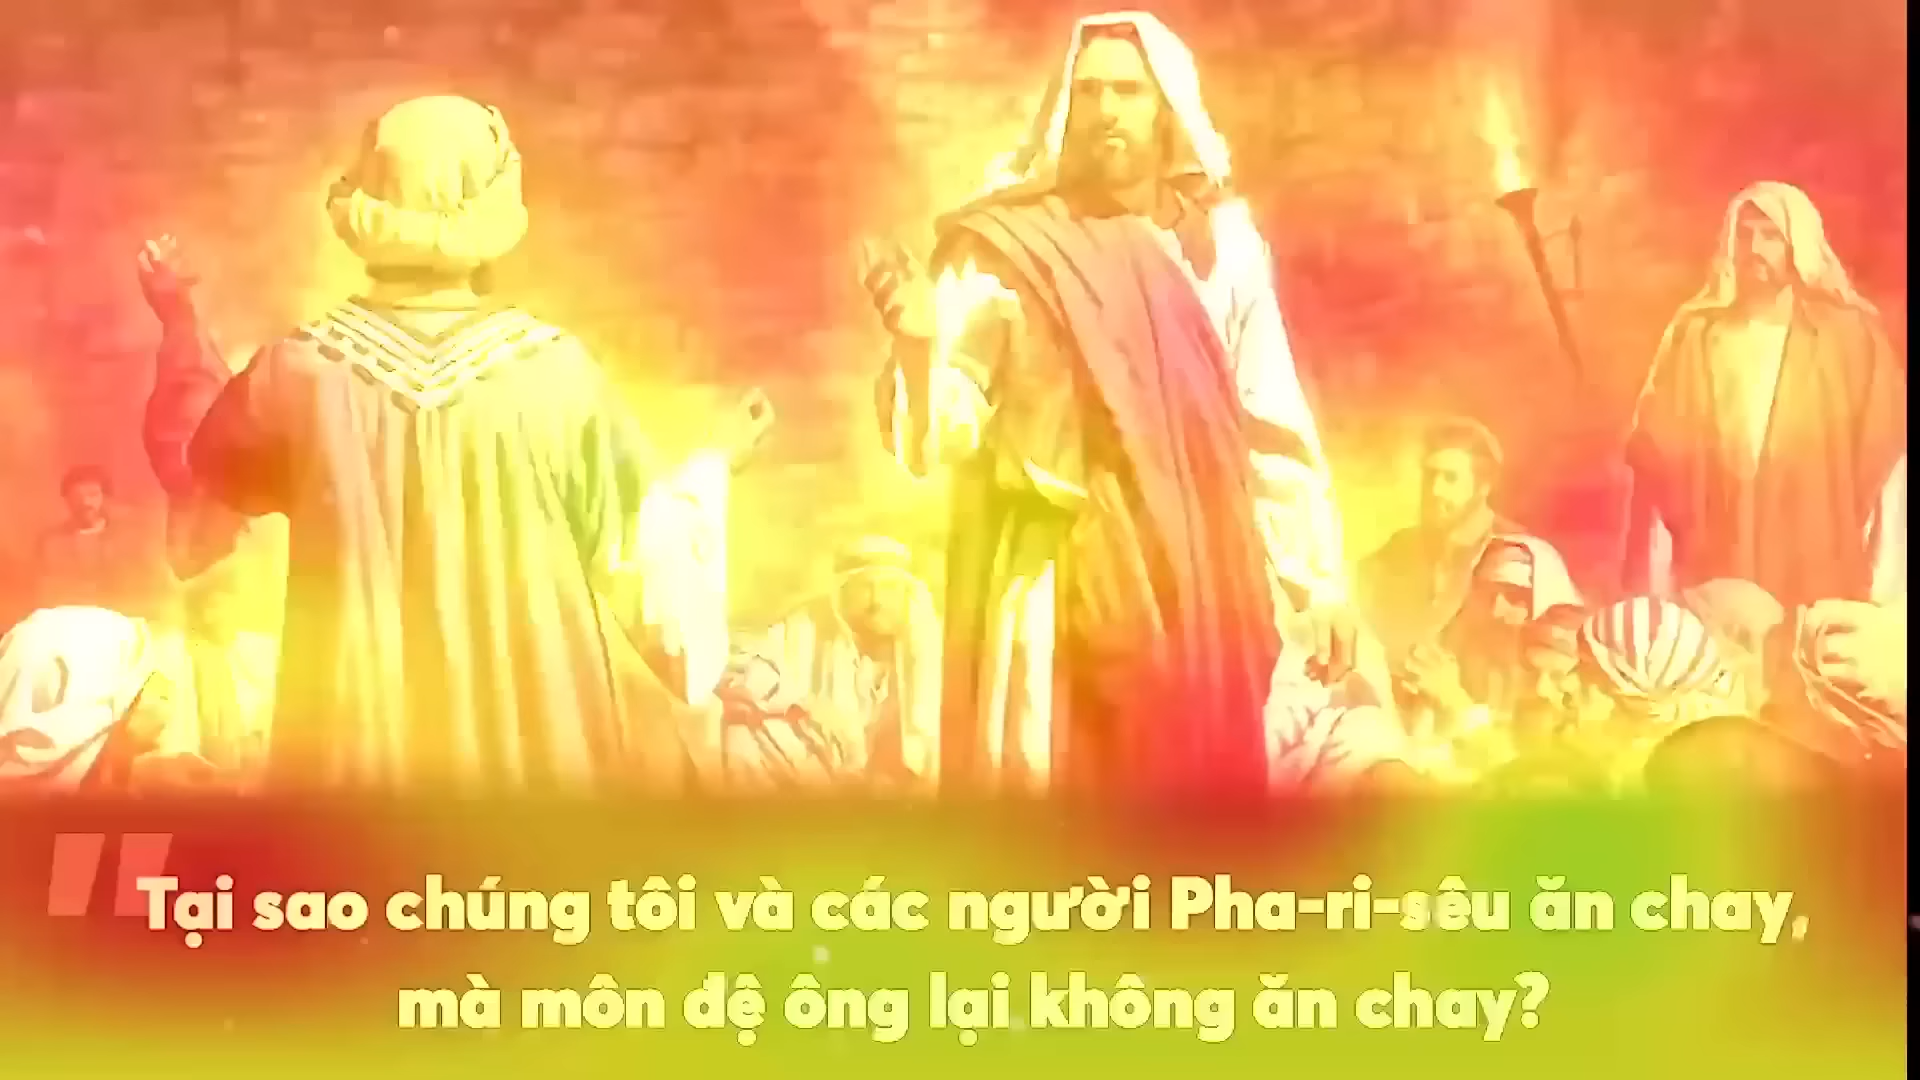 Tại sao chúng tôi và các người Pha-ri-sêu ăn chay,
mà môn đệ ông lại không ăn chay?